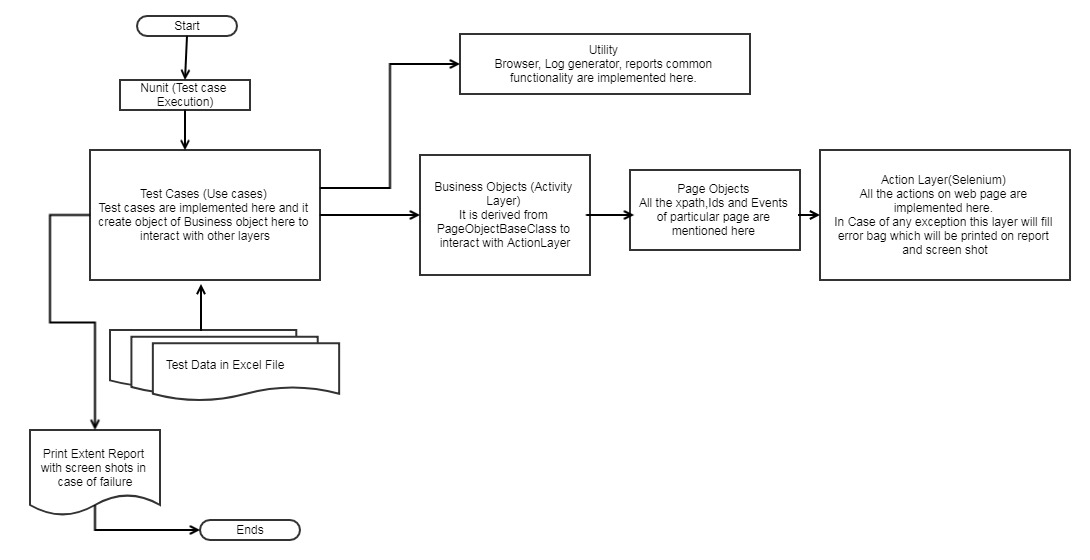 Start
Nunit (Test case
Execution)
Utility
Browser, Log generator, reports common
functionality are implemented here.
Test Cases (Use cases)
Test cases are implemented here and it
create object of Business object here to
interact with other layers
Business Objects (Activity
Layer)
It is derived from
PageObjectBaseClass to
interact with ActionLayer
Page Objects
All the xpath,Ids and Events
of particular page are
mentioned here
Action Layer(Selenium)
All the actions on web page are
implemented here.
In Case of any exception this layer will fill
error bag which will be printed on report
and screen shot
Test Data in Excel File
Print Extent Report
with screen shots in
case of failure
Ends